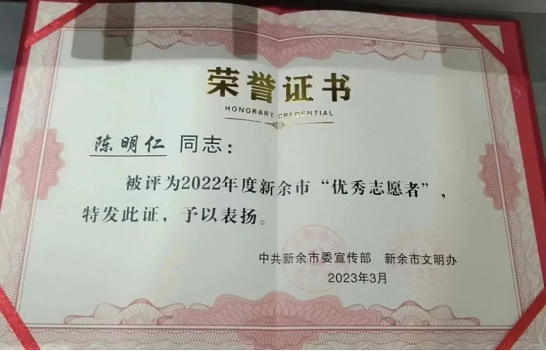 荣誉证书
HONORARY CREDENTIAL
陈明仁 同志：
被评为2022年度新余市“优秀志愿者”，
特发此证，予以表扬。
中共新余市委宣传部 新余市文明办
2023年3月